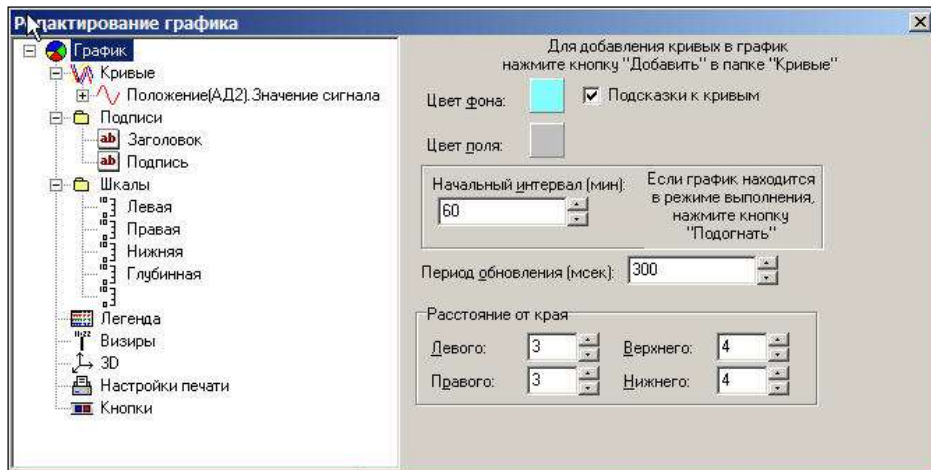 Редактирование графика
График
Кривые
Положение(АД2).Значение сигнала
Подписи
ab Заголовок
ab Подпись
Шкалы
Левая
Правая
Нижняя
Глубинная
Легенда
Визиры
3D
Настройки печати
Кнопки
Для добавления кривых в график
нажмите кнопку "Добавить" в папке "Кривые"
Цвет фона:
Подсказки к кривым
Цвет поля:
Начальный интервал (мин):
60
Если график находится
в режиме выполнения,
нажмите кнопку
"Подогнать"
Период обновления (мсек): 300
Расстояние от края
Левого: 3 Верхнего: 4
Правого: 3 Нижнего: 4